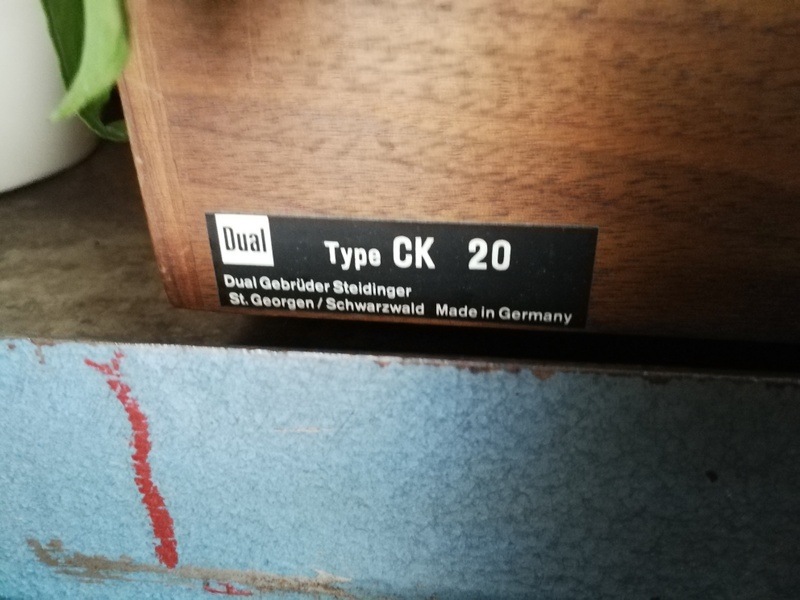 Dual
Type CK 20
Dual Gebrüder Steidinger
St. Georgen / Schwarzwald Made in Germany